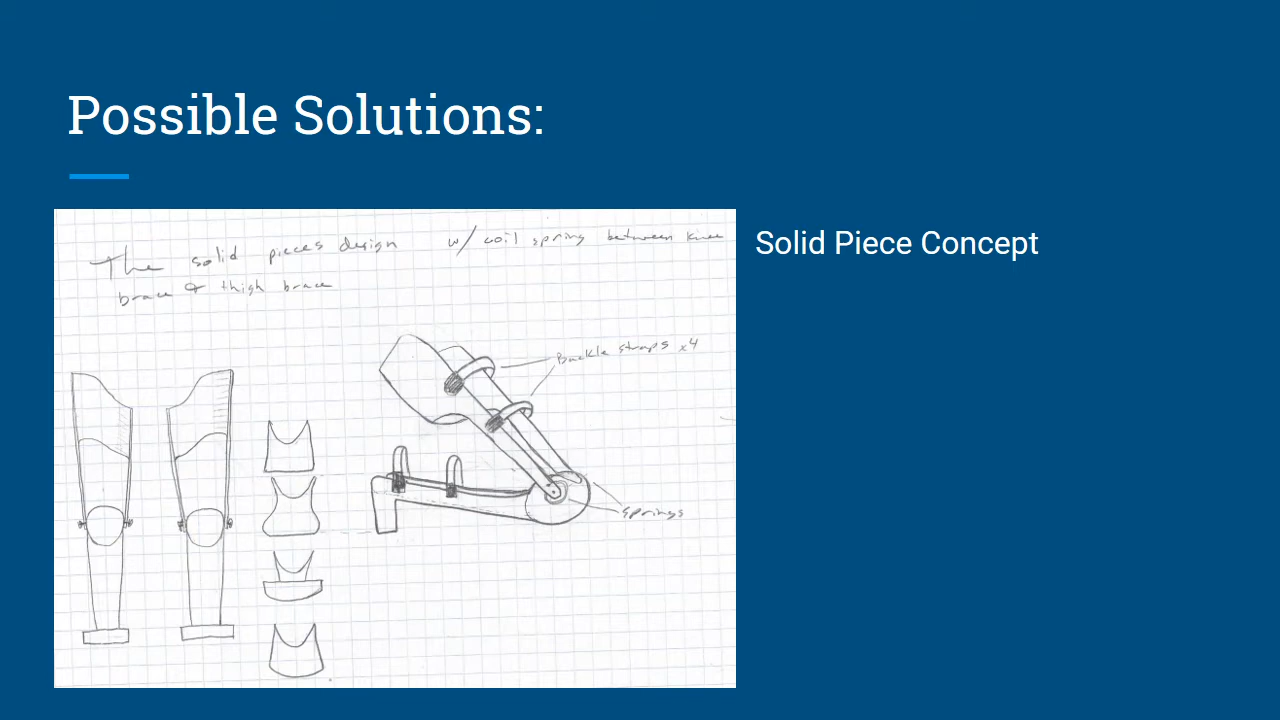 Possible Solutions:
The solid pieces design w/ coil spring between knee
brace & thigh brace
Buckle straps x4
springs
Solid Piece Concept